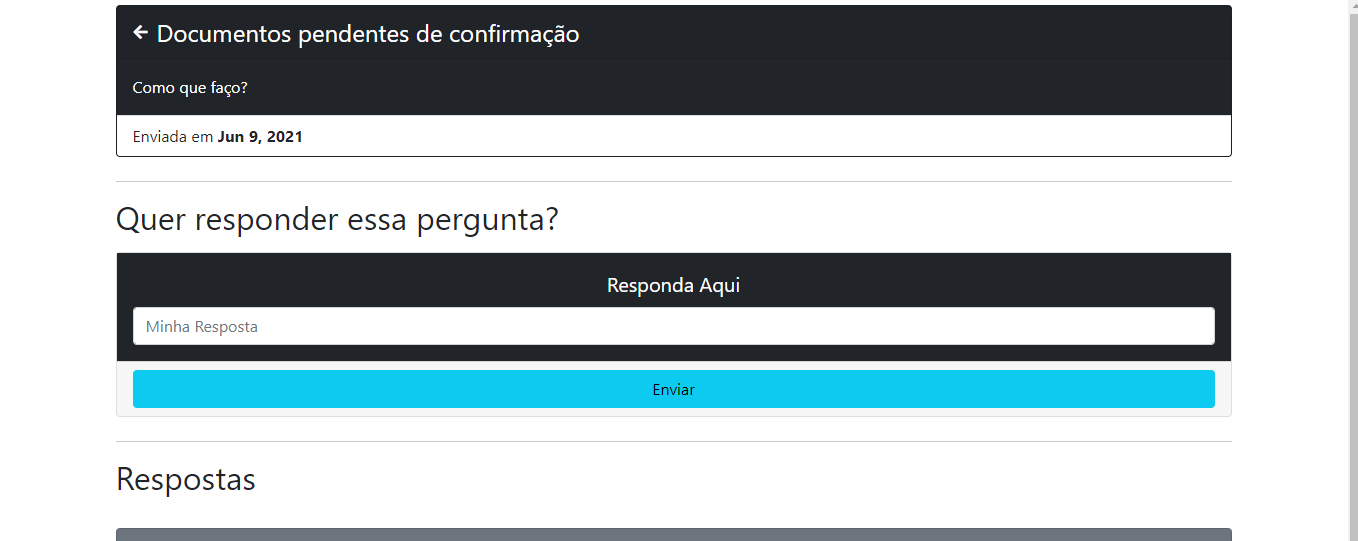 Documentos pendentes de confirmação
Como que faço?
Enviada em Jun 9, 2021
Quer responder essa pergunta?
Responda Aqui
Minha Resposta
Enviar
Respostas